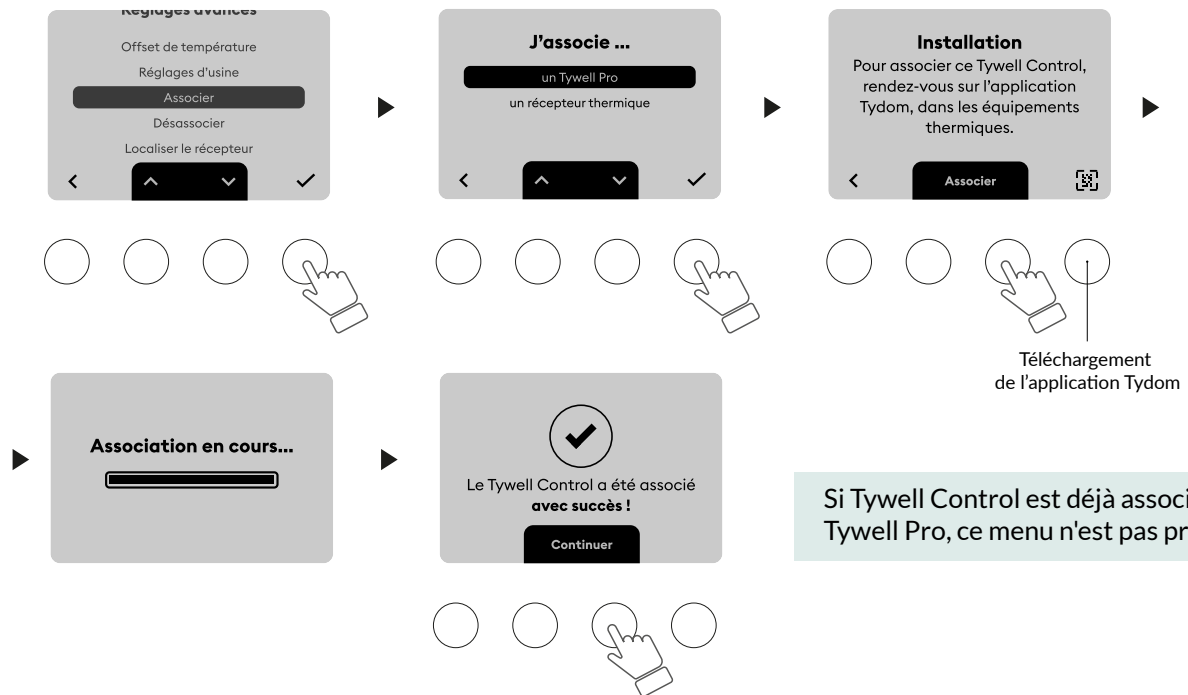 Réglages avancés
Offset de température
Réglages d'usine
Associer
Désassocier
Localiser le récepteur
J'associe ...
un Tywell Pro
un récepteur thermique
Installation
Pour associer ce Tywell Control,
rendez-vous sur l'application
Tydom, dans les équipements
thermiques.
Associer
Téléchargement
de l'application Tydom
Association en cours...
Le Tywell Control a été associé
avec succès !
Continuer
Si Tywell Control est déjà
Tywell Pro, ce menu n'est pas